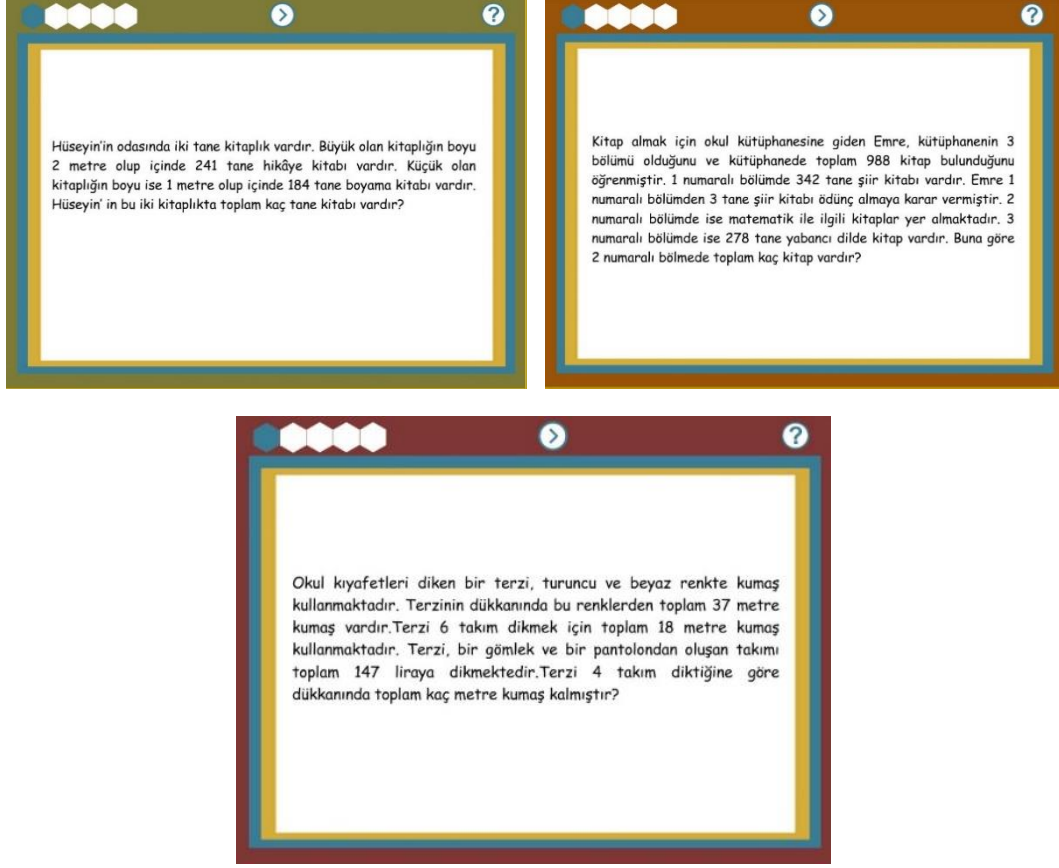 ?
Hüseyin'in odasında iki tane kitaplık vardır. Büyük olan kitaplığın boyu
2 metre olup içinde 241 tane hikâye kitabı vardır. Küçük olan
kitaplığın boyu ise 1 metre olup içinde 184 tane boyama kitabı vardır.
Hüseyin' in bu iki kitaplıkta toplam kaç tane kitabı vardır?
?
Kitap almak için okul kütüphanesine giden Emre, kütüphanenin 3
bölümü olduğunu ve kütüphanede toplam 988 kitap bulunduğunu
öğrenmiştir. 1 numaralı bölümde 342 tane şiir kitabı vardır. Emre 1
numaralı bölümden 3 tane şiir kitabı ödünç almaya karar vermiştir. 2
numaralı bölümde ise matematik ile ilgili kitaplar yer almaktadır. 3
numaralı bölümde ise 278 tane yabancı dilde kitap vardır. Buna göre
2 numaralı bölmede toplam kaç kitap vardır?
?
Okul kıyafetleri diken bir terzi, turuncu ve beyaz renkte kumaş
kullanmaktadır. Terzinin dükkanında bu renklerden toplam 37 metre
kumaş vardır.Terzi 6 takım dikmek için toplam 18 metre kumaş
kullanmaktadır. Terzi, bir gömlek ve bir pantolondan oluşan takımı
toplam 147 liraya dikmektedir.Terzi 4 takım diktiğine göre
dükkanında toplam kaç metre kumaş kalmıştır?